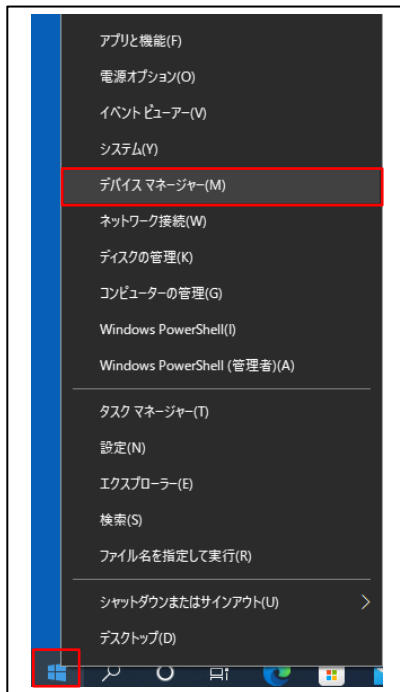 アプリと機能(F)
電源オプション(O)
イベント ビューアー(V)
システム(Y)
デバイス マネージャー(M)
ネットワーク接続(W)
ディスクの管理(K)
コンピューターの管理(G)
Windows PowerShell(I)
Windows PowerShell (管理者)(A)
タスク マネージャー(T)
設定(N)
エクスプローラー(E)
検索(S)
ファイル名を指定して実行(R)
シャットダウンまたはサインアウト(U)
デスクトップ(D)